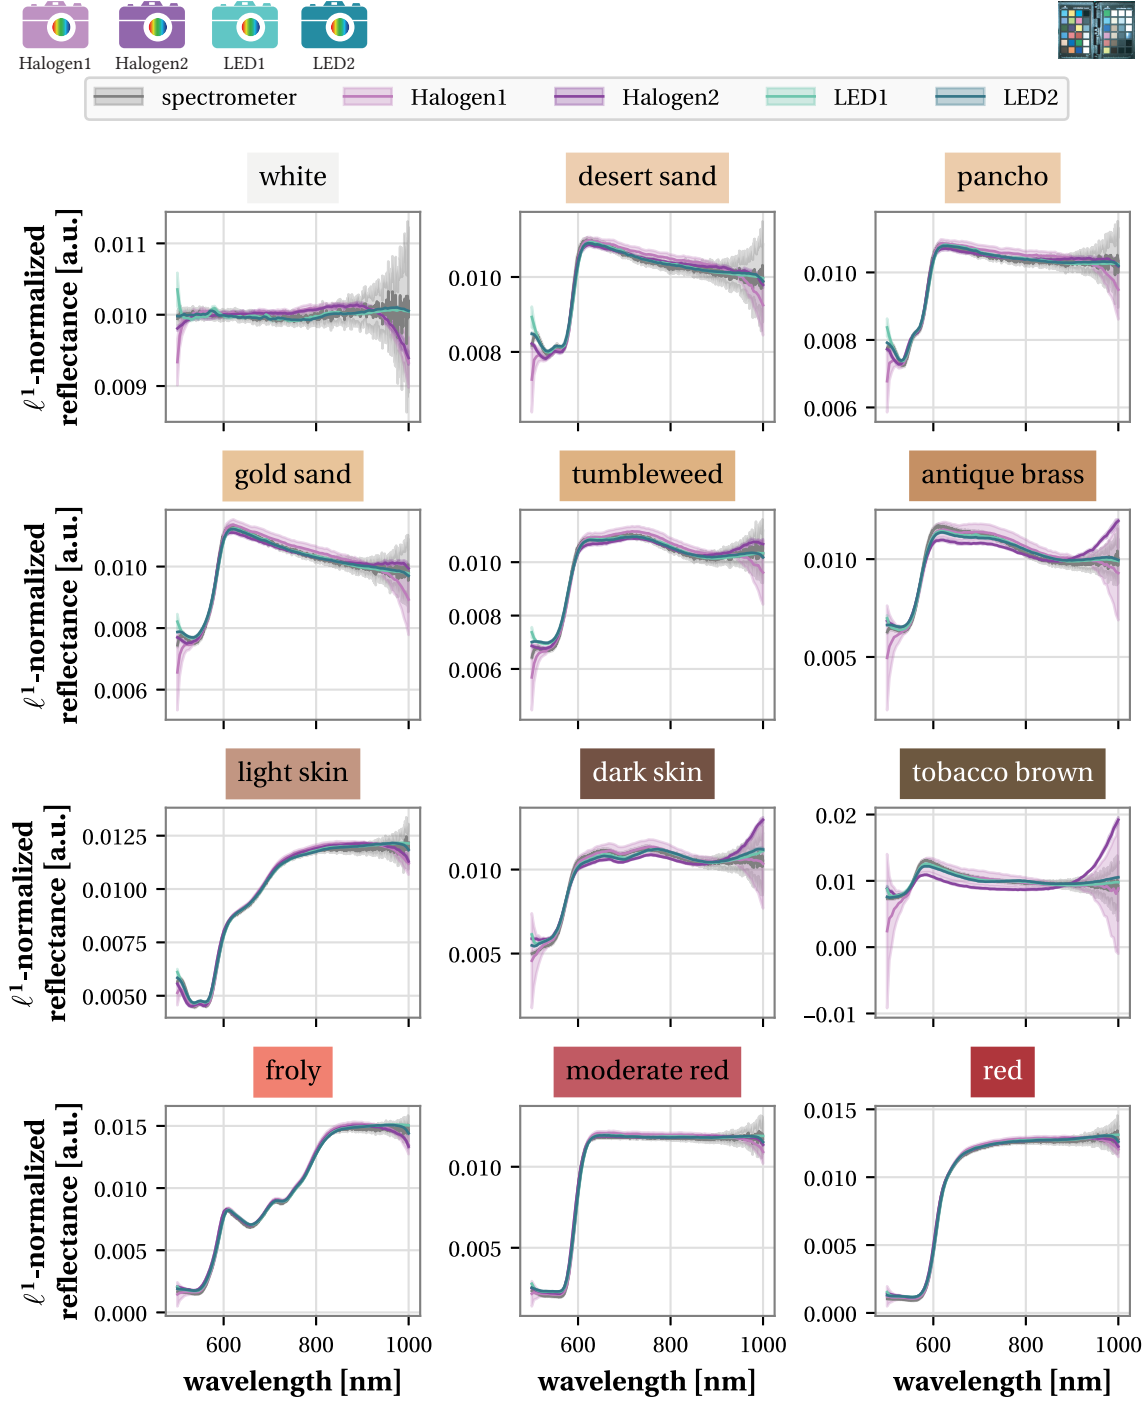 Halogen1 Halogen2 LED1 LED2
spectrometer Halogen1 Halogen2 LED1 LED2
white desert sand pancho
ℓ¹-normalized
reflectance [a.u.]
0.011
0.010
0.009
0.010
0.008
0.010
0.008
0.006
gold sand tumbleweed antique brass
ℓ¹-normalized
reflectance [a.u.]
0.010
0.008
0.006
0.010
0.008
0.006
0.010
0.005
light skin dark skin tobacco brown
ℓ¹-normalized
reflectance [a.u.]
0.0125
0.0100
0.0075
0.0050
0.010
0.005
0.02
0.01
0.00
−0.01
froly moderate red red
ℓ¹-normalized
reflectance [a.u.]
0.015
0.010
0.005
0.000
0.010
0.005
0.015
0.010
0.005
0.000
600 800 1000 600 800 1000 600 800 1000
wavelength [nm] wavelength [nm] wavelength [nm]